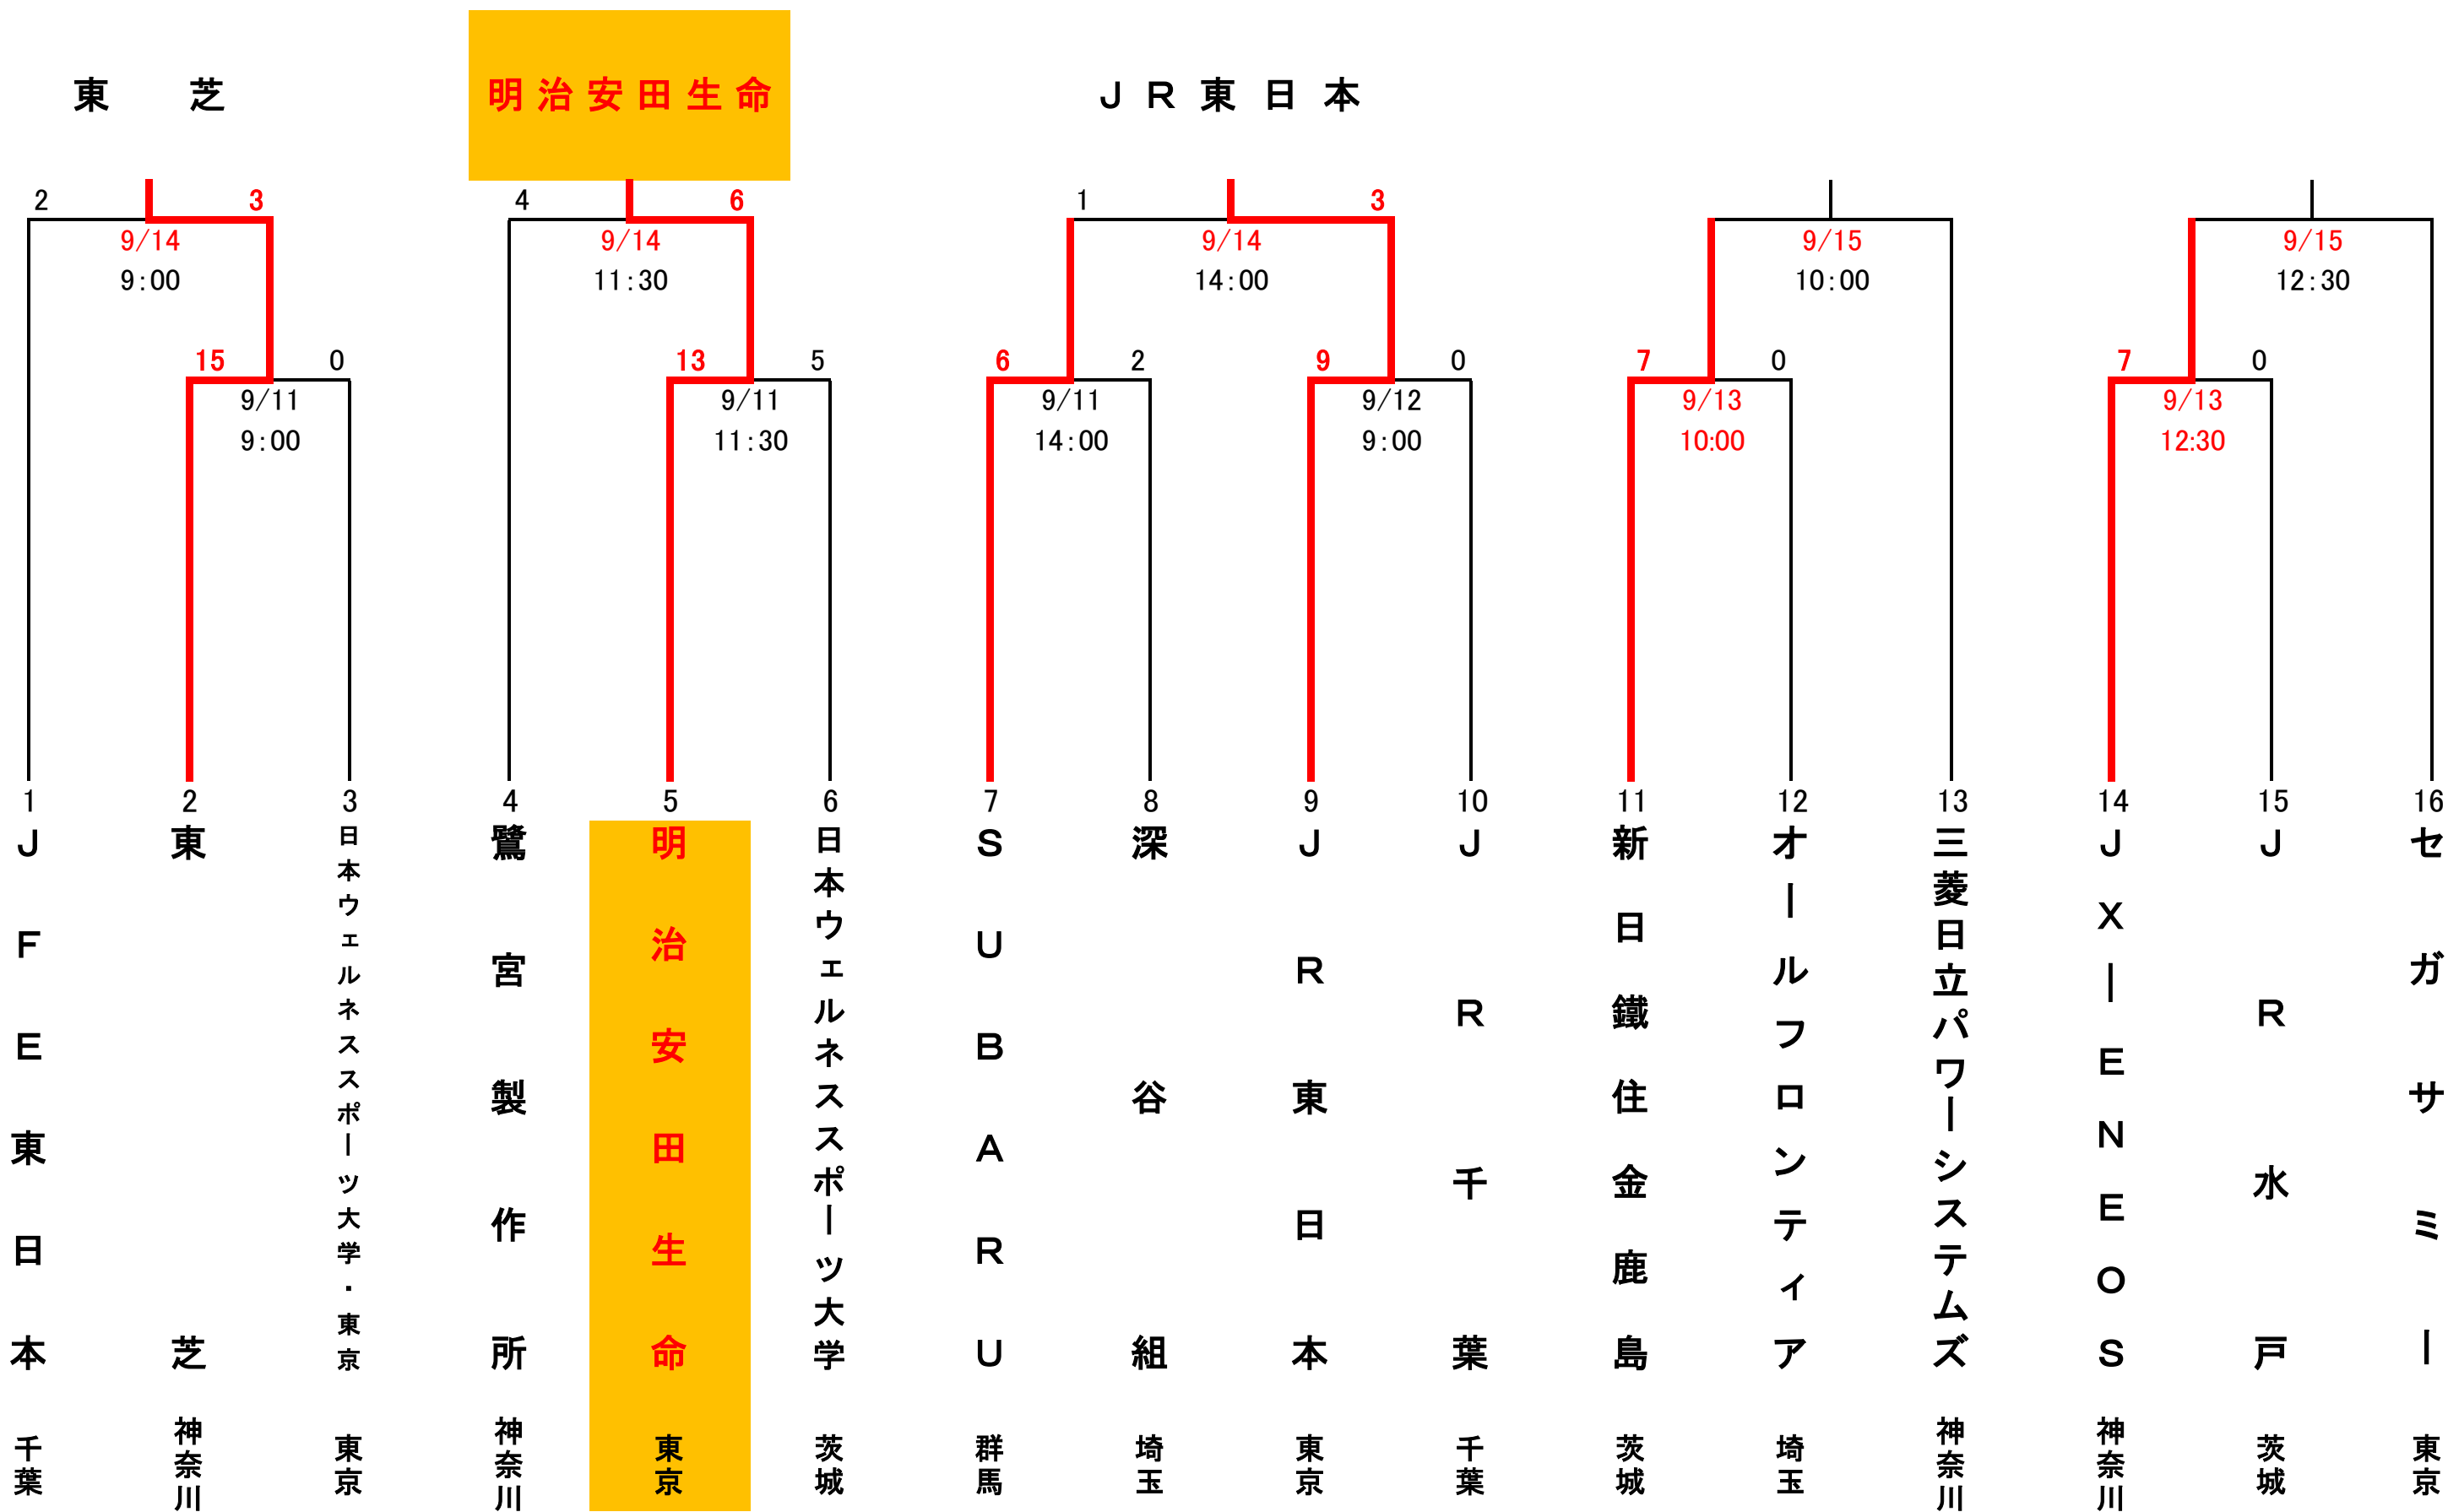 東芝
明治安田生命
ＪＲ東日本
2 3
4 6
1 3
9/14
9/14
9/14
9/15
9/15
9:00
11:30
14:00
10:00
12:30
15 0
13 5
6 2
9 0
7 0
7 0
9/11
9/11
9/11
9/12
9/13
9/13
9:00
11:30
14:00
9:00
10:00
12:30
1
2
3
4
5
6
7
8
9
10
11
12
13
14
15
16
ＪＦＥ東日本
東芝
日本ウェルネススポーツ大学・東京
鷺宮製作所
明治安田生命
日本ウェルネススポーツ大学
ＳＵＢＡＲＵ
深谷組
ＪＲ東日本
ＪＲ千葉
新日鐵住金鹿島
オールフロンティア
三菱日立パワーシステムズ
ＪＸ－ＥＮＥＯＳ
ＪＲ水戸
セガサミー
千葉
神奈川
東京
神奈川
東京
茨城
群馬
埼玉
東京
千葉
茨城
埼玉
神奈川
神奈川
茨城
東京